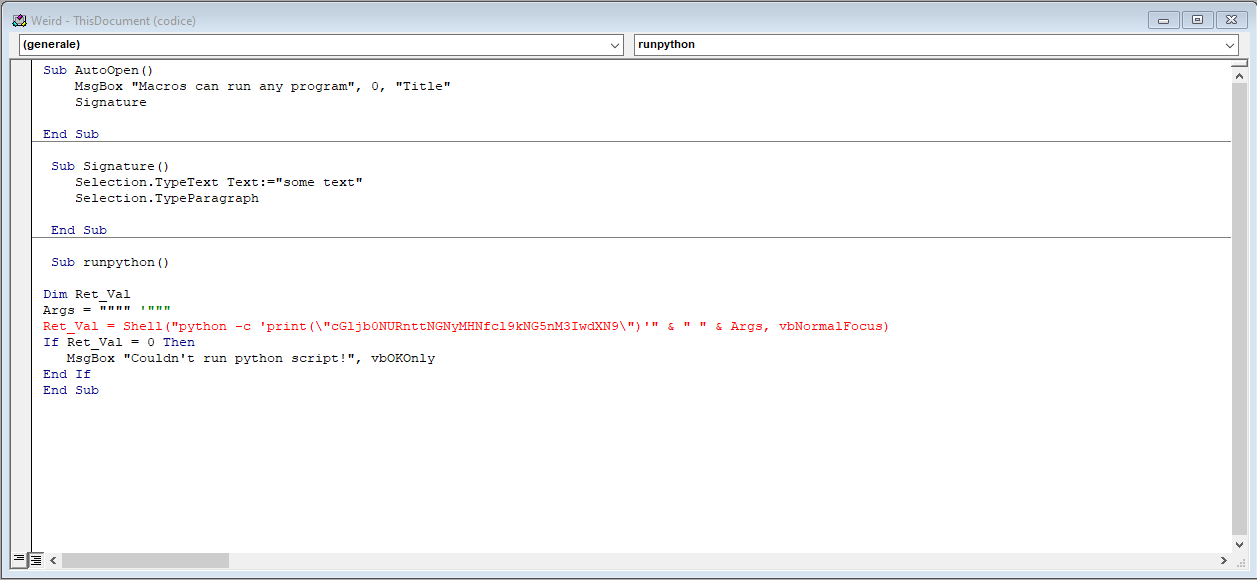 Weird - ThisDocument (codice)
(generale)
runpython
Sub AutoOpen()
MsgBox "Macros can run any program", 0, "Title"
Signature
End Sub
Sub Signature()
Selection.TypeText Text:="some text"
Selection.TypeParagraph
End Sub
Sub runpython()
Dim Ret_Val
Args = """" '"""
Ret_Val = Shell("python -c 'print(\"cGljb0NURnttNGNyMHNfcl9kNG5nM3IwdXN9\")'" & " " & Args, vbNormalFocus)
If Ret_Val = 0 Then
MsgBox "Couldn't run python script!", vbOKOnly
End If
End Sub